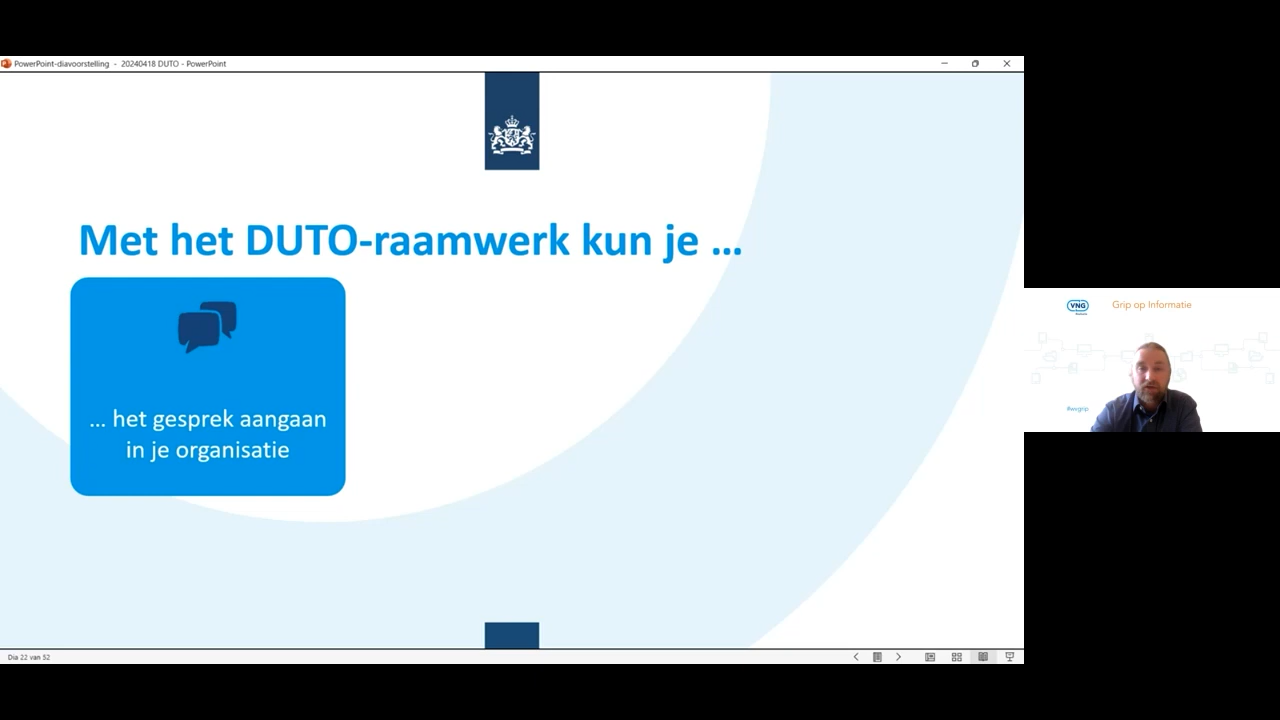 PowerPoint-diavoorstelling - 20240418 DUTO - PowerPoint
Met het DUTO-raamwerk kun je ...
... het gesprek aangaan
in je organisatie
Dia 22 van 52
VNG
Grip op Informatie